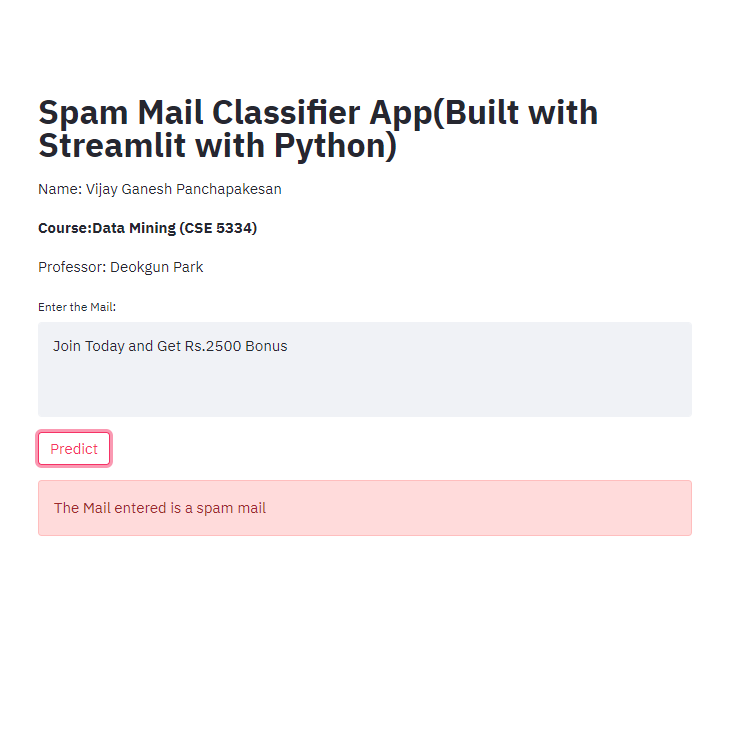 Spam Mail Classifier App(Built with
Streamlit with Python)
Name: Vijay Ganesh Panchapakesan
Course:Data Mining (CSE 5334)
Professor: Deokgun Park
Enter the Mail:
Join Today and Get Rs.2500 Bonus
Predict
The Mail entered is a spam mail